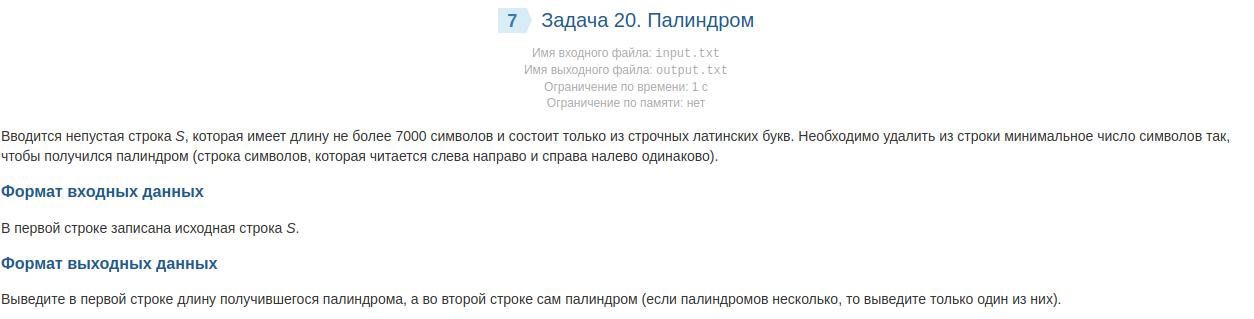 7 Задача 20. Палиндром
Имя входного файла: input.txt
Имя выходного файла: output.txt
Ограничение по времени: 1 с
Ограничение по памяти: нет
Вводится непустая строка S, которая имеет длину не более 7000 символов и состоит только из строчных латинских букв. Необходимо удалить из строки минимальное число символов так,
чтобы получился палиндром (строка символов, которая читается слева направо и справа налево одинаково).
Формат входных данных
В первой строке записана исходная строка S.
Формат выходных данных
Выведите в первой строке длину получившегося палиндрома, а во второй строке сам палиндром (если палиндромов несколько, то выведите только один из них).